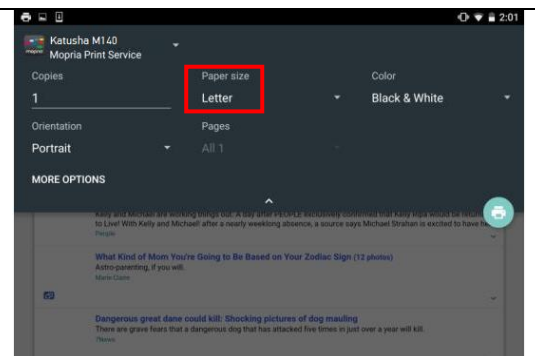 2:01
Katusha M140
mopria
Mopria Print Service
Copies
Paper size
Color
1
Letter
Black & White
Orientation
Pages
Portrait
All 1
MORE OPTIONS
Kelly and Michael are working things out. A day after PEOPLE exclusively confirmed that Kelly Ripa would be return
to Live! With Kelly and Michael! after a nearly weeklong absence, a source says Michael Strahan is excited to have he
People
What Kind of Mom You're Going to Be Based on Your Zodiac Sign (12 photos)
Astro-parenting, if you will.
Marie Claire
Dangerous great dane could kill: Shocking pictures of dog mauling
There are grave fears that a dangerous dog that has attacked five times in just over a year will kill.
7News